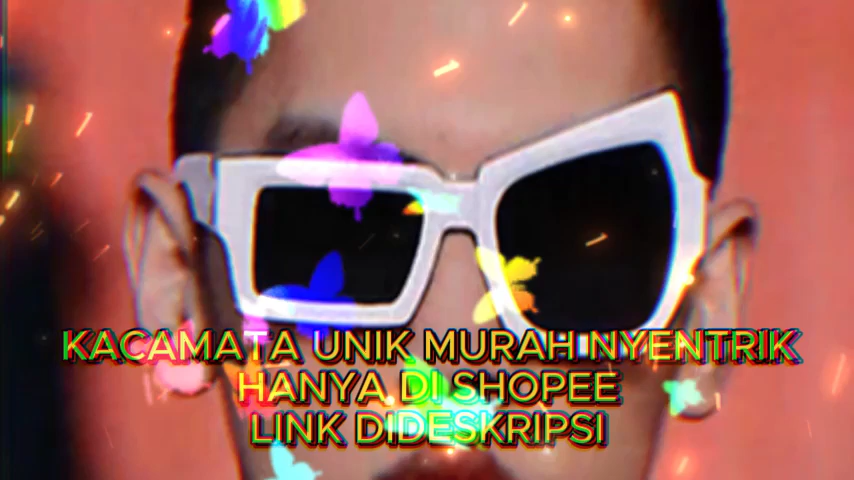 KACAMATA UNIK MURAH NYENTRIK
HANYA DI SHOPEE
LINK DIDESKRIPSI